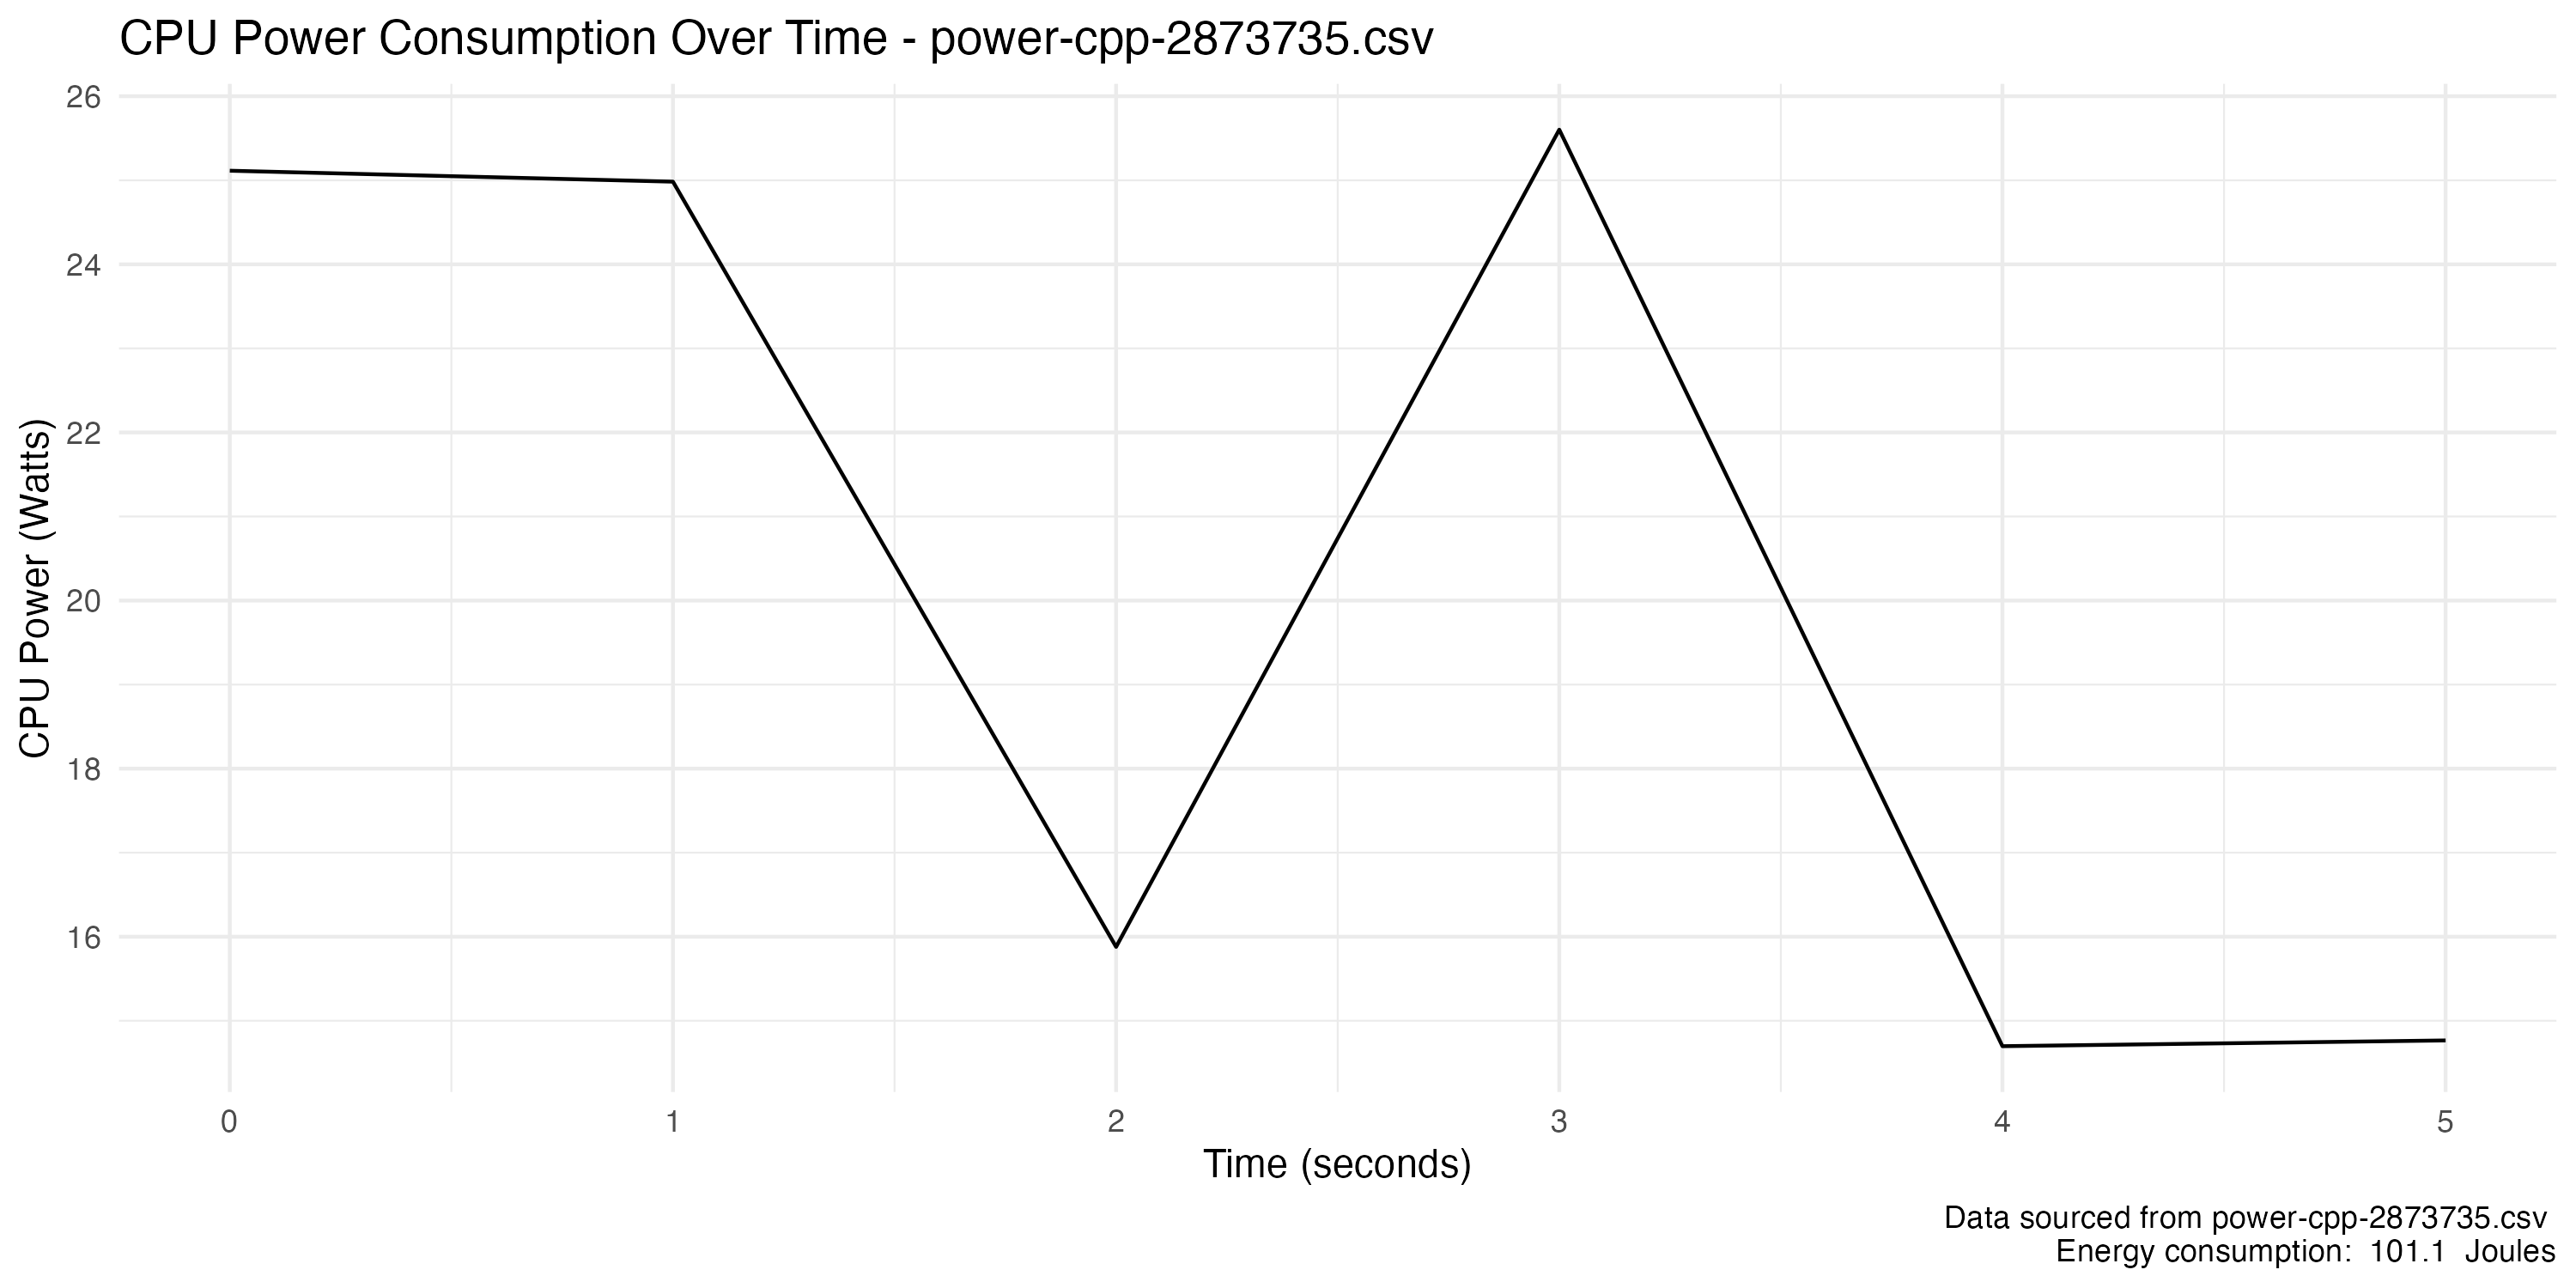 CPU Power Consumption Over Time - power-cpp-2873735.csv
CPU Power (Watts)
26
24
22
20
18
16
0 1 2 3 4 5
Time (seconds)
Data sourced from power-cpp-2873735.csv
Energy consumption: 101.1 Joules